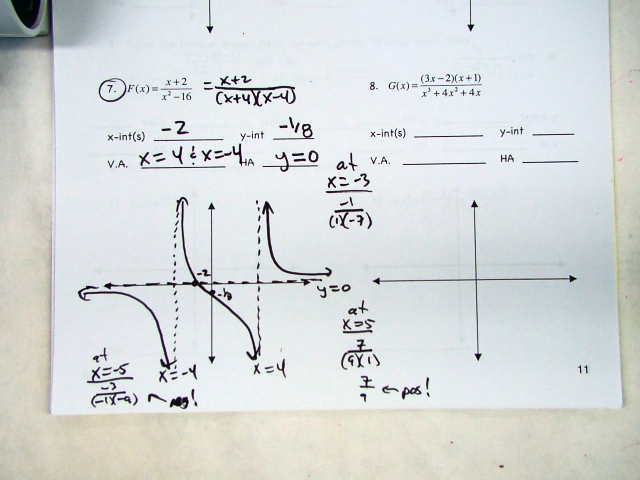 7. F(x) = x+2 / x² - 16 = x+2 / (x+4)(x-4)
x-int(s) -2 y-int -1/8
V.A. x = 4 & x = -4 HA y = 0
8. G(x) = (3x - 2)(x + 1) / x³ + 4x² + 4x
x-int(s) y-int
V.A. HA
at
x = -3
-1
(1)(-7)
-2
-1/8
y = 0
x = -4
x = 4
at
x = -5
-3
(-1)(-9)
neg!
at
x = 5
7
(9)(1)
7
9
← pos!
11